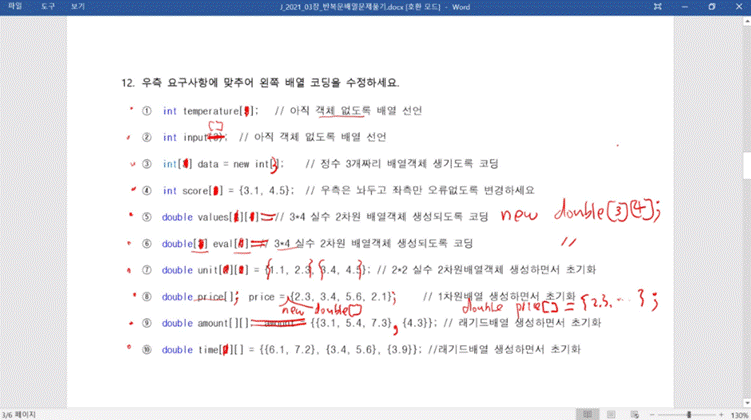 파일 도구 보기 J_2021_03장_반복문배열문제풀기.docx [호환 모드] - Word
12. 우측 요구사항에 맞추어 왼쪽 배열 코딩을 수정하세요.
① int temperature[ ]; // 아직 객체 없도록 배열 선언
[]
② int input ; // 아직 객체 없도록 배열 선언
③ int[ ] data = new int ; // 정수 3개짜리 배열객체 생기도록 코딩
④ int score[ ] = {3.1, 4.5}; // 우측은 놔두고 좌측만 오류없도록 변경하세요
⑤ double values[ ][ ] = // 3*4 실수 2차원 배열객체 생성되도록 코딩 new double[3][4];
⑥ double[ ] eval[ ] = // 3*4 실수 2차원 배열객체 생성되도록 코딩 〃
⑦ double unit[ ][ ] = {{1.1, 2.3}, {3.4, 4.5}}; // 2*2 실수 2차원배열객체 생성하면서 초기화
⑧ double price[]; price = {2.3, 3.4, 5.6, 2.1}; // 1차원배열 생성하면서 초기화
new double[] double price[] = {2.3, ... };
⑨ double amount[][] = {{3.1, 5.4, 7.3}, {4.3}}; // 래기드배열 생성하면서 초기화
⑩ double time[ ][] = {{6.1, 7.2}, {3.4, 5.6}, {3.9}}; //래기드배열 생성하면서 초기화
3/6 페이지 130%